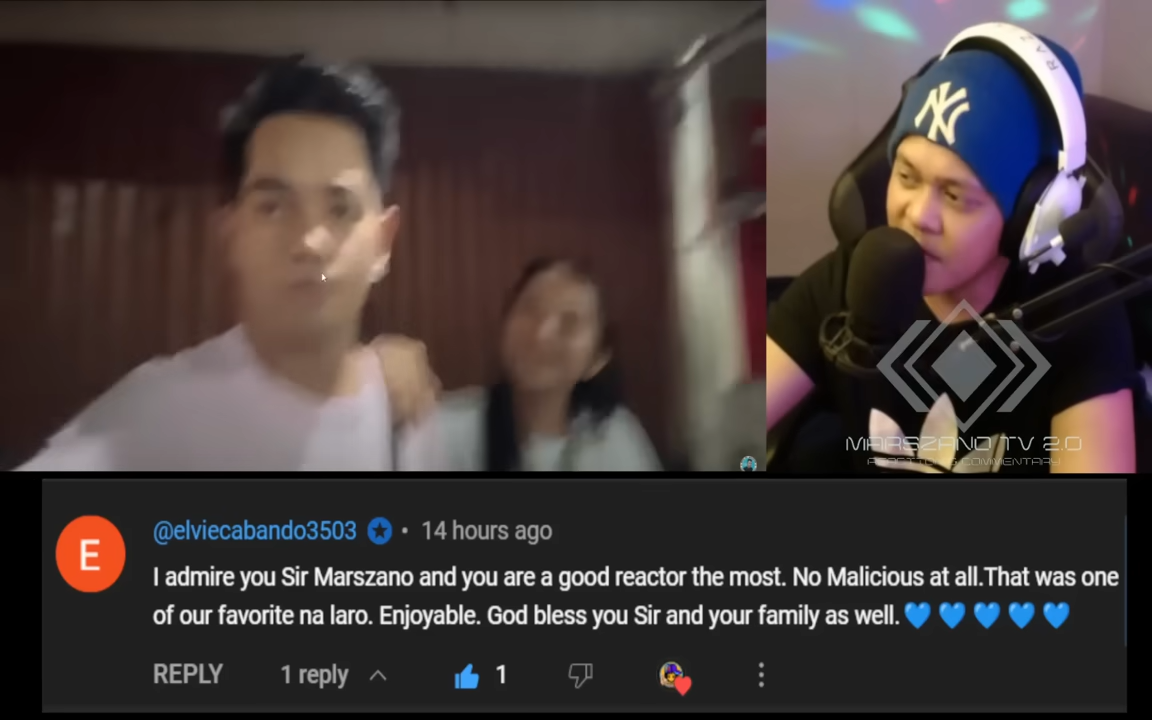 NY
MARSZANO TV 2.0
REACTION & COMMENTARY
E
@elviecabando3503 • 14 hours ago
I admire you Sir Marszano and you are a good reactor the most. No Malicious at all.That was one
of our favorite na laro. Enjoyable. God bless you Sir and your family as well.💙💙💙💙💙
REPLY 1 reply 1